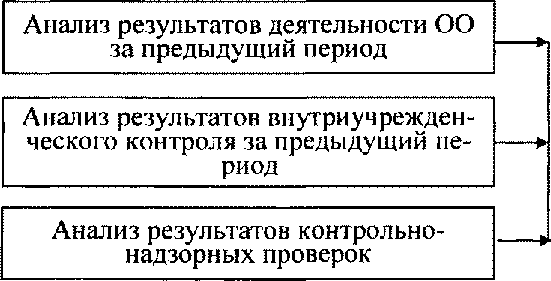 Анализ результатов деятельности ОО
за предыдущий период
Анализ результатов внутриучрежден-
ческого контроля за предыдущий пе-
риод
Анализ результатов контрольно-
надзорных проверок